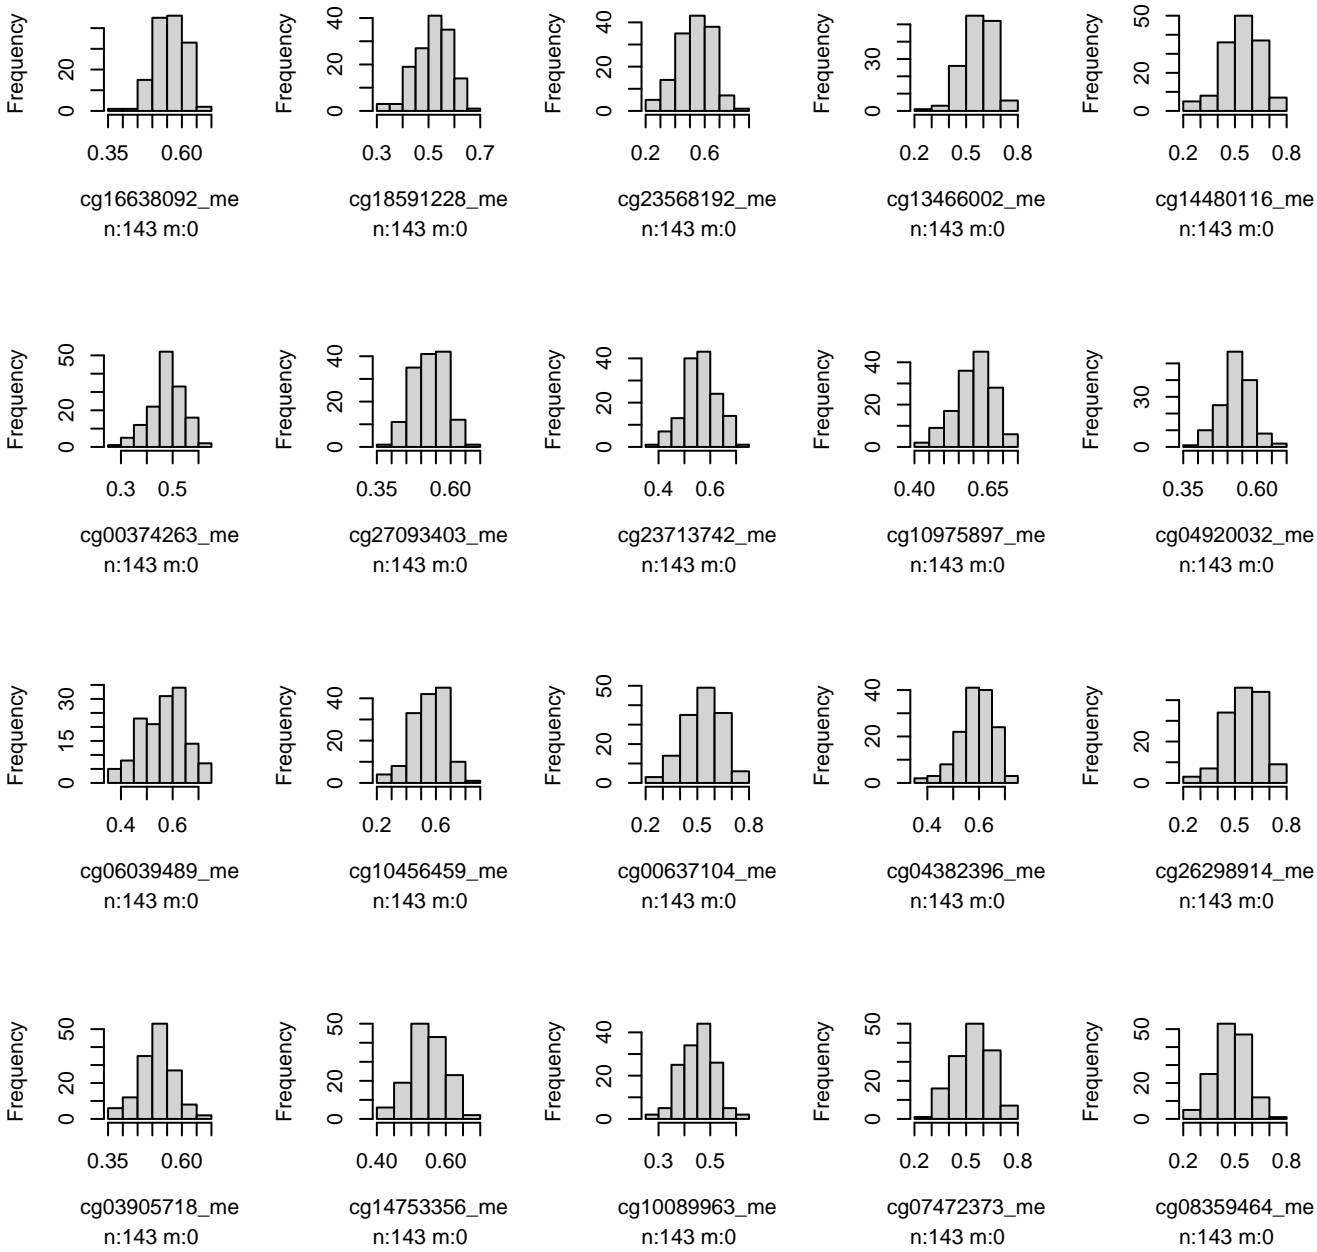 Frequency
0 20
0.35 0.60
cg16638092_me
n:143 m:0
Frequency
0 20 40
0.3 0.5 0.7
cg18591228_me
n:143 m:0
Frequency
0 20 40
0.2 0.6
cg23568192_me
n:143 m:0
Frequency
0 30
0.2 0.5 0.8
cg13466002_me
n:143 m:0
Frequency
0 20 50
0.2 0.5 0.8
cg14480116_me
n:143 m:0
Frequency
0 20 50
0.3 0.5
cg00374263_me
n:143 m:0
Frequency
0 20 40
0.35 0.60
cg27093403_me
n:143 m:0
Frequency
0 20 40
0.4 0.6
cg23713742_me
n:143 m:0
Frequency
0 20 40
0.40 0.65
cg10975897_me
n:143 m:0
Frequency
0 30
0.35 0.60
cg04920032_me
n:143 m:0
Frequency
0 15 30
0.4 0.6
cg06039489_me
n:143 m:0
Frequency
0 20 40
0.2 0.6
cg10456459_me
n:143 m:0
Frequency
0 20 50
0.2 0.5 0.8
cg00637104_me
n:143 m:0
Frequency
0 20 40
0.4 0.6
cg04382396_me
n:143 m:0
Frequency
0 20
0.2 0.5 0.8
cg26298914_me
n:143 m:0
Frequency
0 20 50
0.35 0.60
cg03905718_me
n:143 m:0
Frequency
0 20 50
0.40 0.60
cg14753356_me
n:143 m:0
Frequency
0 20 40
0.3 0.5
cg10089963_me
n:143 m:0
Frequency
0 20 50
0.2 0.5 0.8
cg07472373_me
n:143 m:0
Frequency
0 20 50
0.2 0.5 0.8
cg08359464_me
n:143 m:0